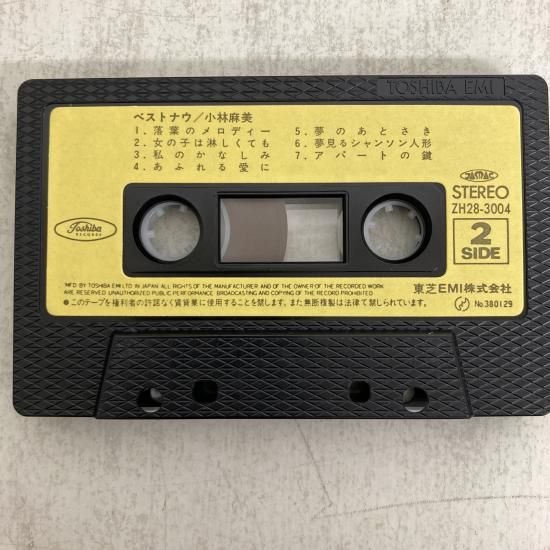 TOSHIBA EMI
ベストナウ/小林麻美
1. 落葉のメロディー
2. 女の子は淋しくても
3. 私のかなしみ
4. あふれる愛に
5. 夢のあとさき
6. 夢見るシャンソン人形
7. アパートの鍵
JASRAC
STEREO
ZH28-3004
2
SIDE
Toshiba
RECORDS
MFD BY TOSHIBA EMI LTD IN JAPAN ALL RIGHTS OF THE MANUFACTURER AND OF THE OWNER OF THE RECORDED WORK
ARE RESERVED UNAUTHORIZED PUBLIC PERFORMANCE BROADCASTING AND COPYING OF THE RECORD PROHIBITED
●このテープを権利者の許諾なく賃貸業に使用することを禁じます。また無断複製は法律で禁じられています。
東芝EMI株式会社
No.380129